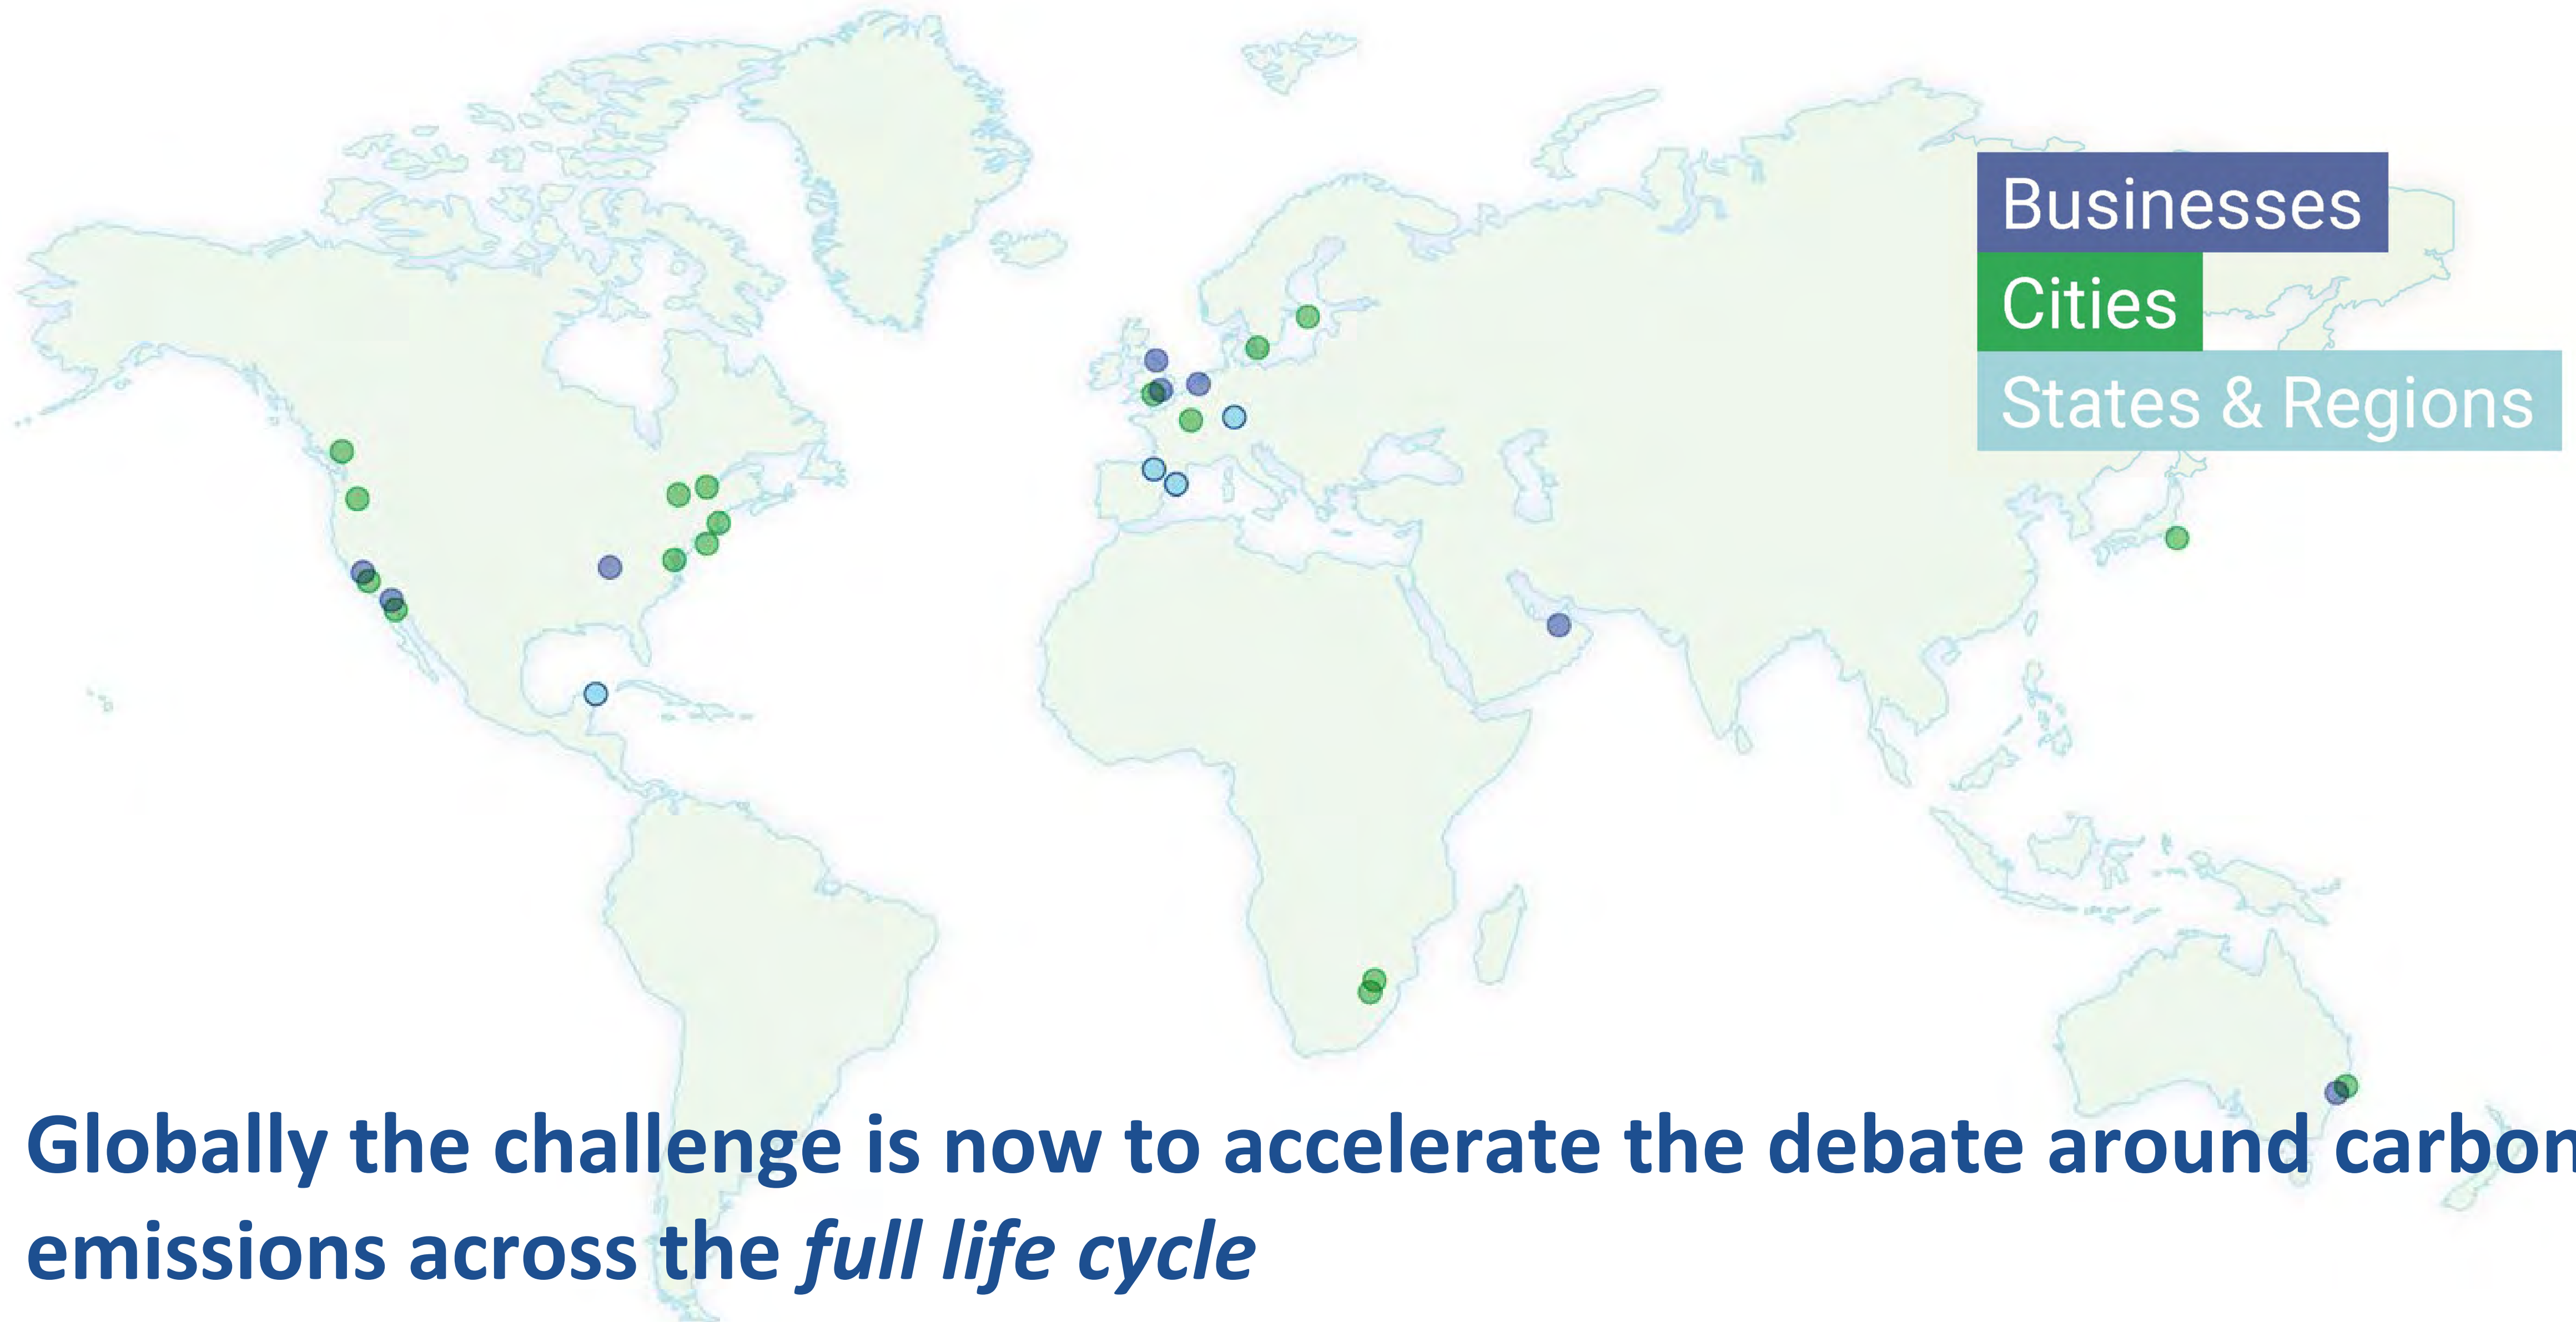 Businesses
Cities
States & Regions
Globally the challenge is now to accelerate the debate around carbon
emissions across the full life cycle